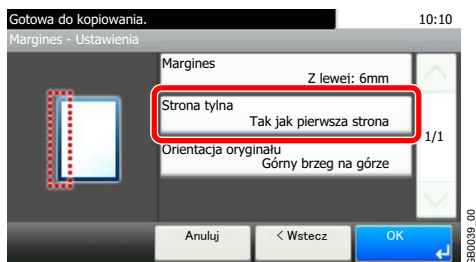 Gotowa do kopiowania.
10:10
Margines - Ustawienia
Margines
Z lewej: 6mm
Strona tylna
Tak jak pierwsza strona
1/1
Orientacja oryginału
Górny brzeg na górze
Anuluj
< Wstecz
OK
GB0039_00